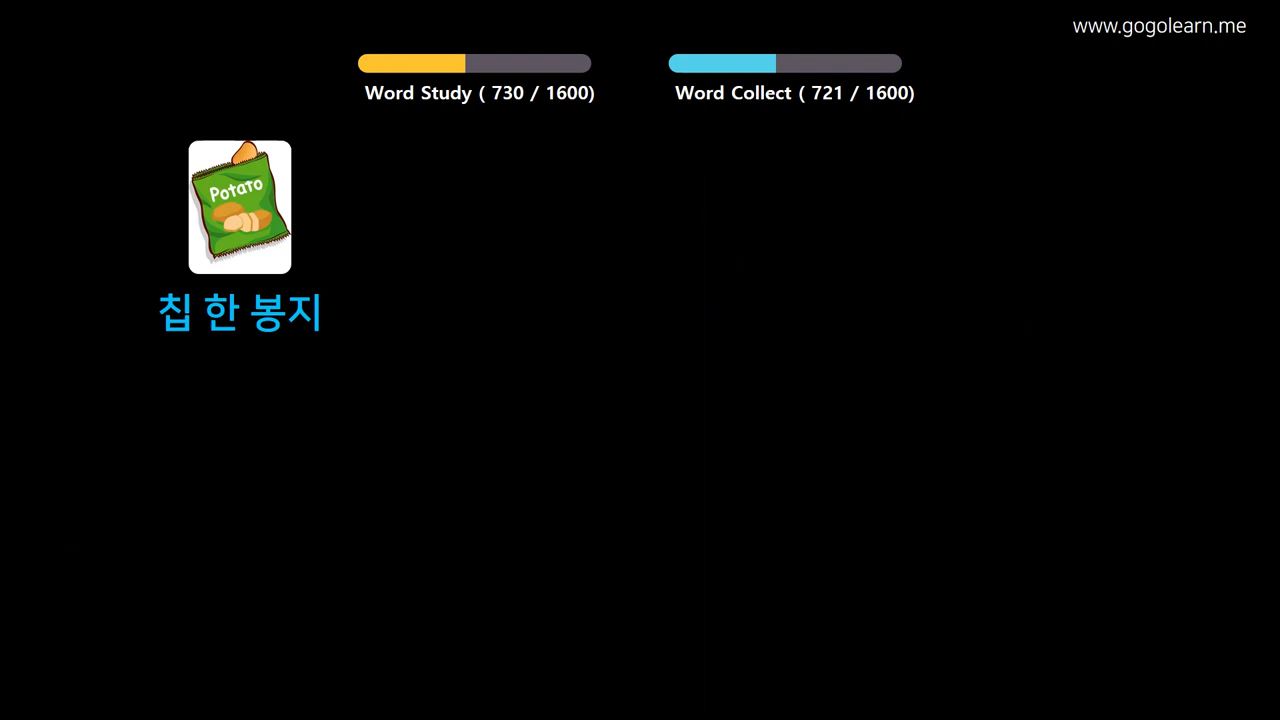 www.gogolearn.me
Word Study ( 730 / 1600)
Word Collect ( 721 / 1600)
Potato
칩 한 봉지